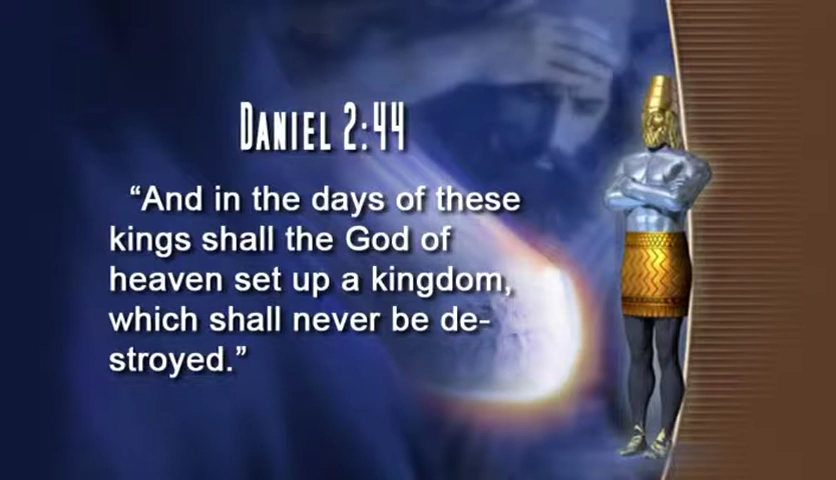 Daniel 2:44
“And in the days of these
kings shall the God of
heaven set up a kingdom,
which shall never be de-
stroyed.”